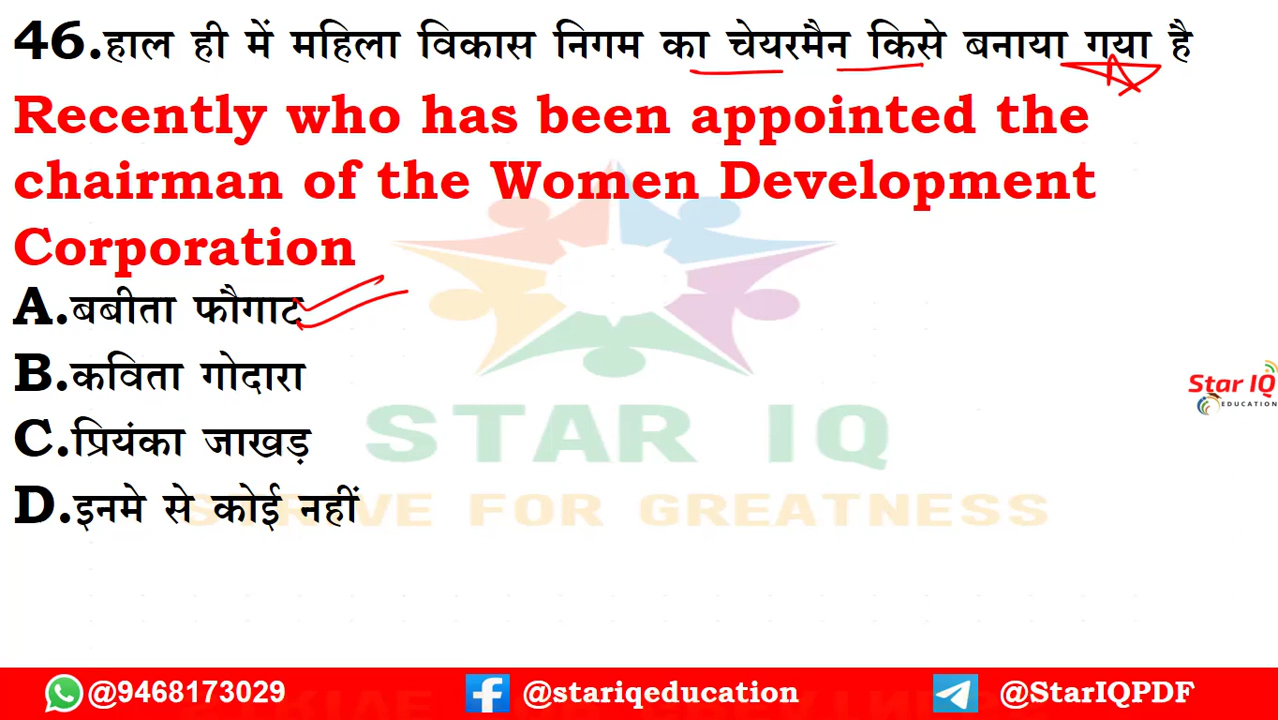 46.हाल ही में महिला विकास निगम का चेयरमैन किसे बनाया गया है
Recently who has been appointed the
chairman of the Women Development
Corporation
A.बबीता फौगाट
B.कविता गोदारा
C.प्रियंका जाखड़
D.इनमे से कोई नहीं
STAR IQ
STRIVE FOR GREATNESS
Star IQ
EDUCATION
@9468173029
@stariqeducation
@StarIQPDF